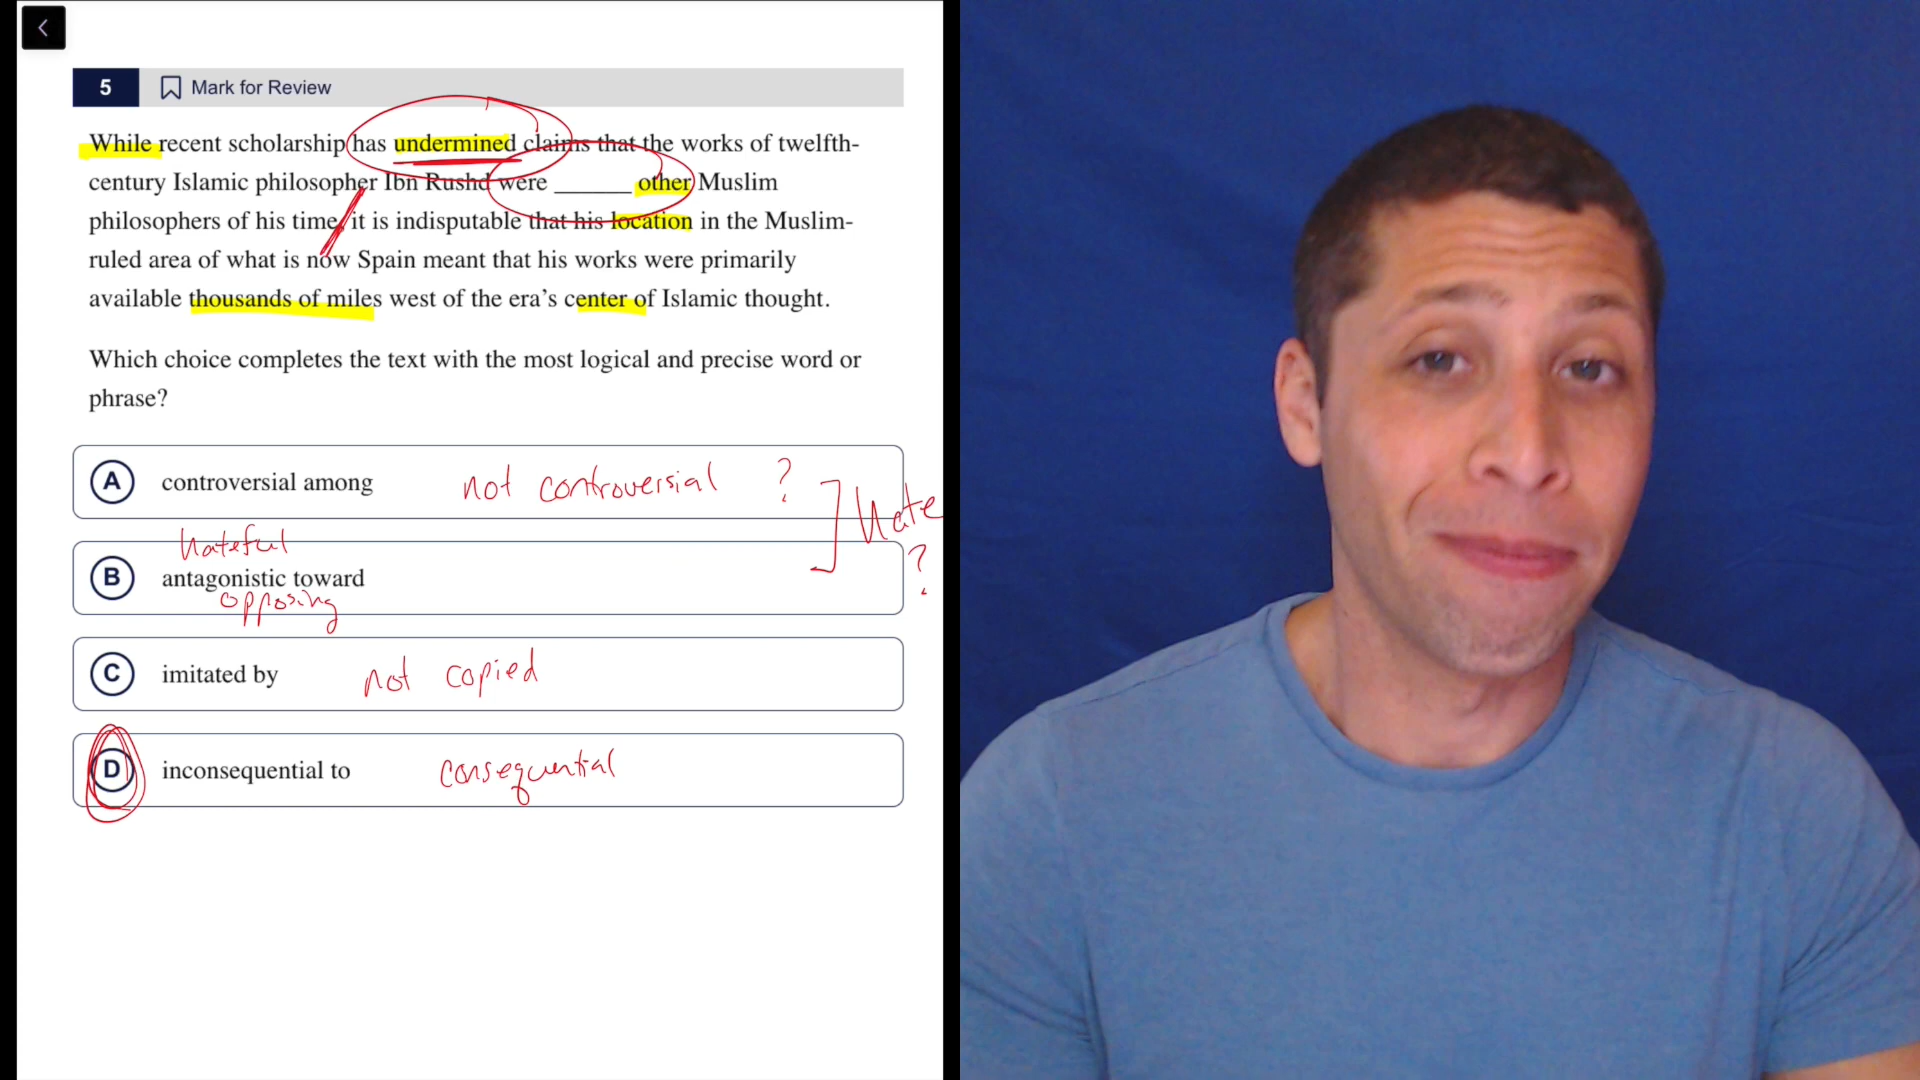 5 Mark for Review
While recent scholarship has undermined claims that the works of twelfth-
century Islamic philosopher Ibn Rushd were ______ other Muslim
philosophers of his time, it is indisputable that his location in the Muslim-
ruled area of what is now Spain meant that his works were primarily
available thousands of miles west of the era's center of Islamic thought.
Which choice completes the text with the most logical and precise word or
phrase?
A controversial among not controversial ?
hate
?
hateful
B antagonistic toward
opposing
C imitated by not copied
D inconsequential to consequential